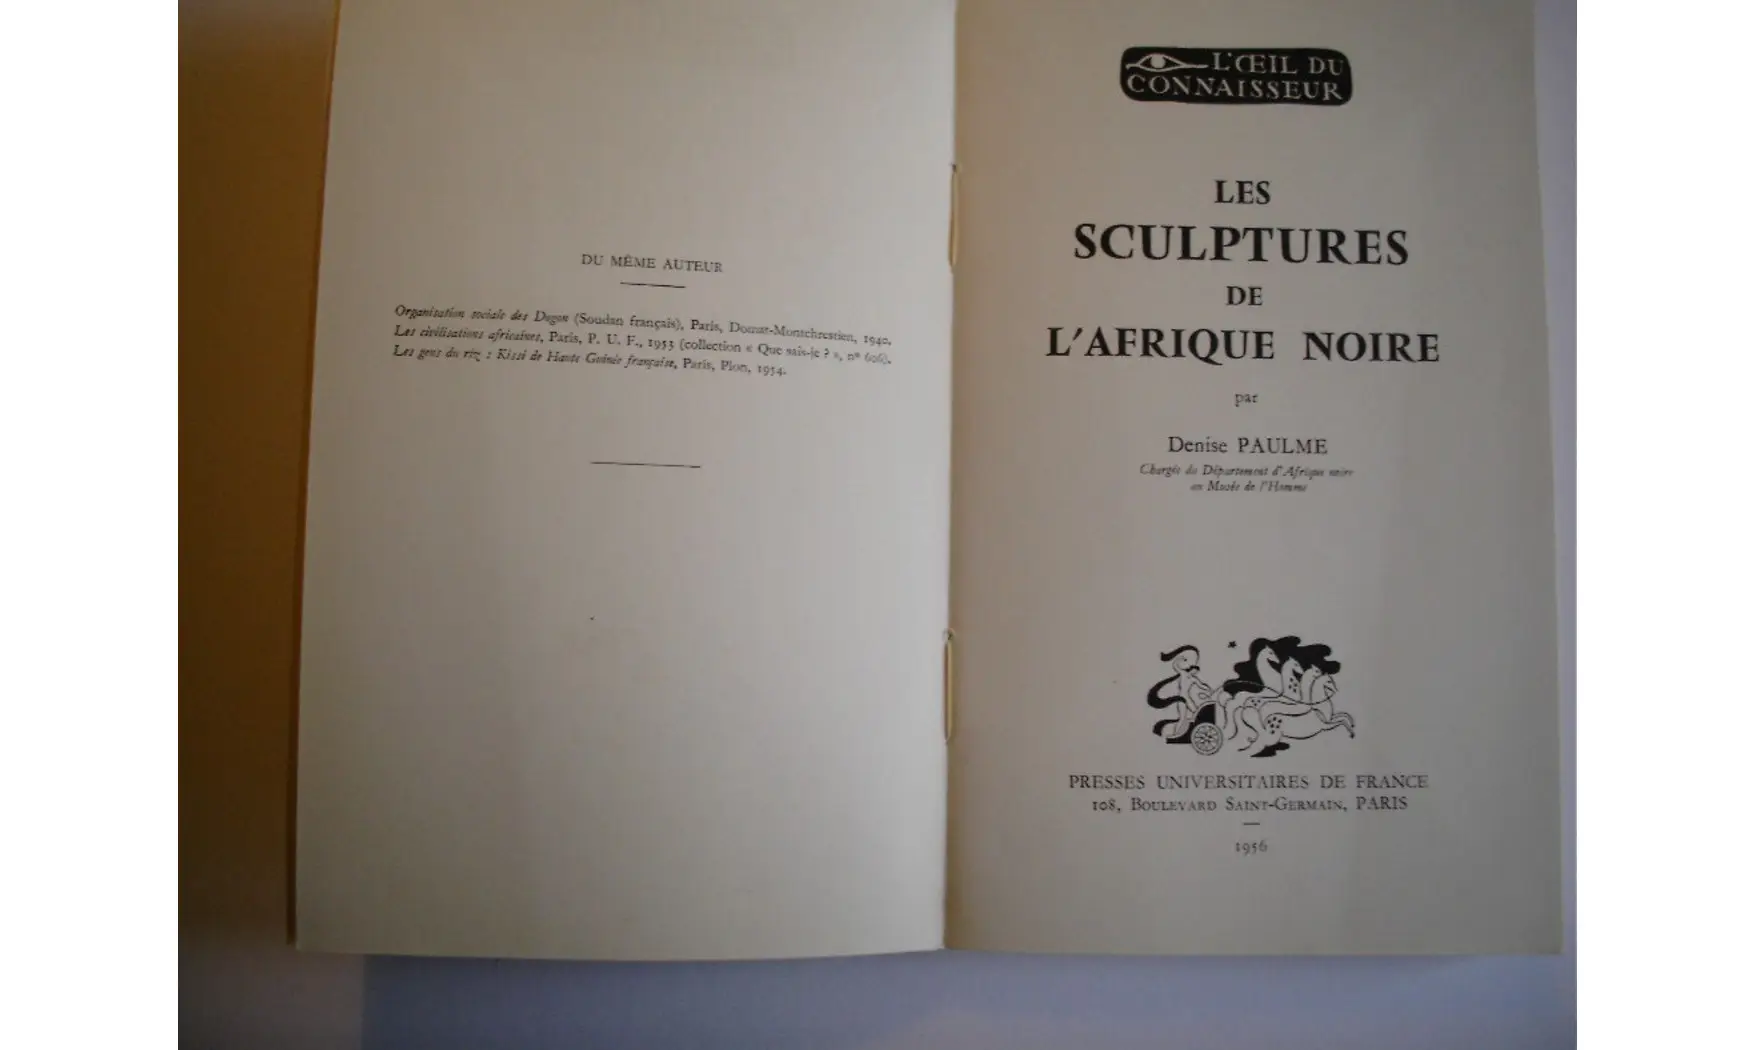 DU MÊME AUTEUR
Organisation sociale des Dogon (Soudan français), Paris, Domat-Montchrestien, 1940.
Les civilisations africaines, Paris, P. U. F., 1953 (collection « Que sais-je ? », nº 606).
Les gens du riz : Kissi de Haute Guinée française, Paris, Plon, 1954.
L'ŒIL DU
CONNAISSEUR
LES
SCULPTURES
DE
L'AFRIQUE NOIRE
par
Denise PAULME
Chargée du Département d'Afrique noire
au Musée de l'Homme
PRESSES UNIVERSITAIRES DE FRANCE
108, BOULEVARD SAINT-GERMAIN, PARIS
1956